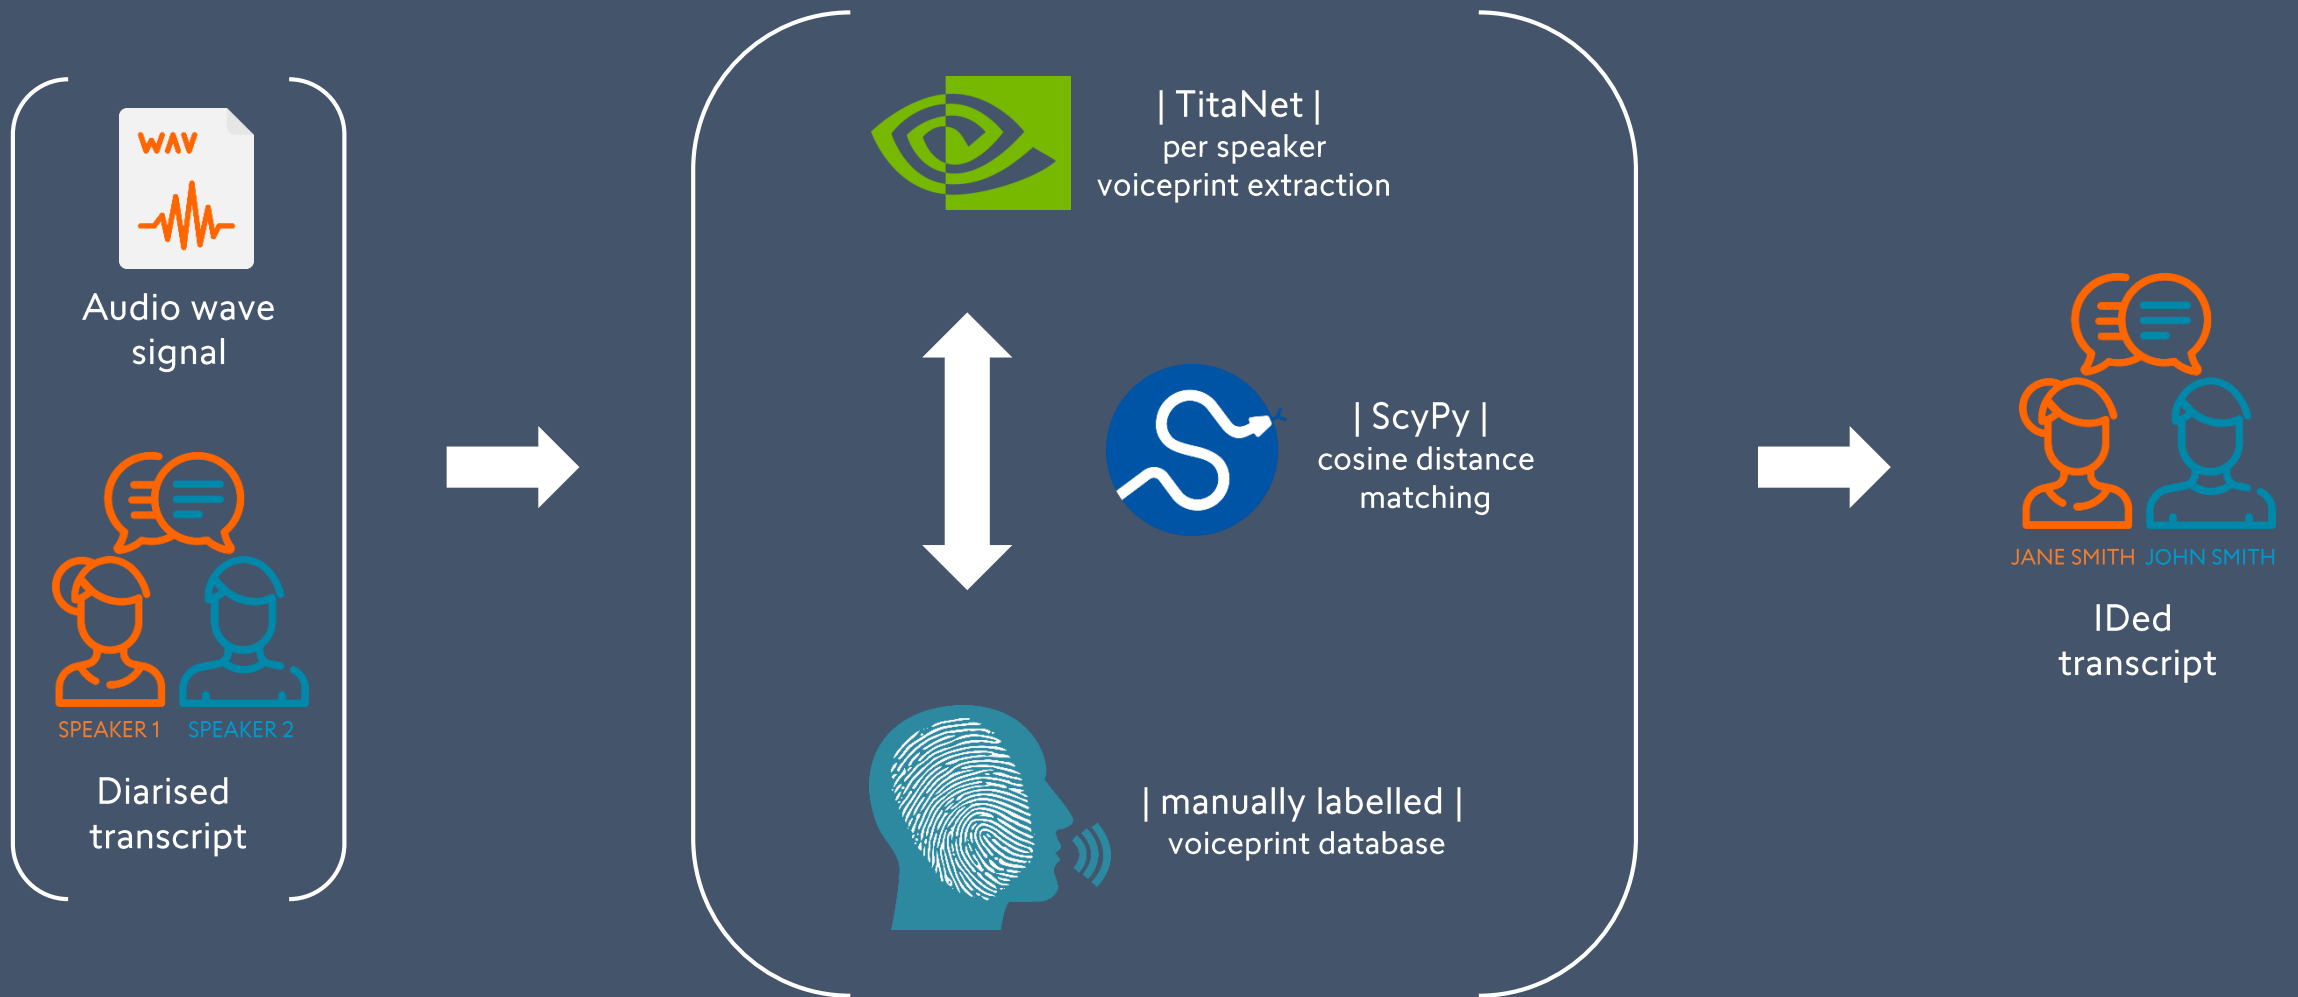 WAV
Audio wave
signal
SPEAKER 1 SPEAKER 2
Diarised
transcript
| TitaNet |
per speaker
voiceprint extraction
| ScyPy |
cosine distance
matching
| manually labelled |
voiceprint database
JANE SMITH JOHN SMITH
IDed
transcript